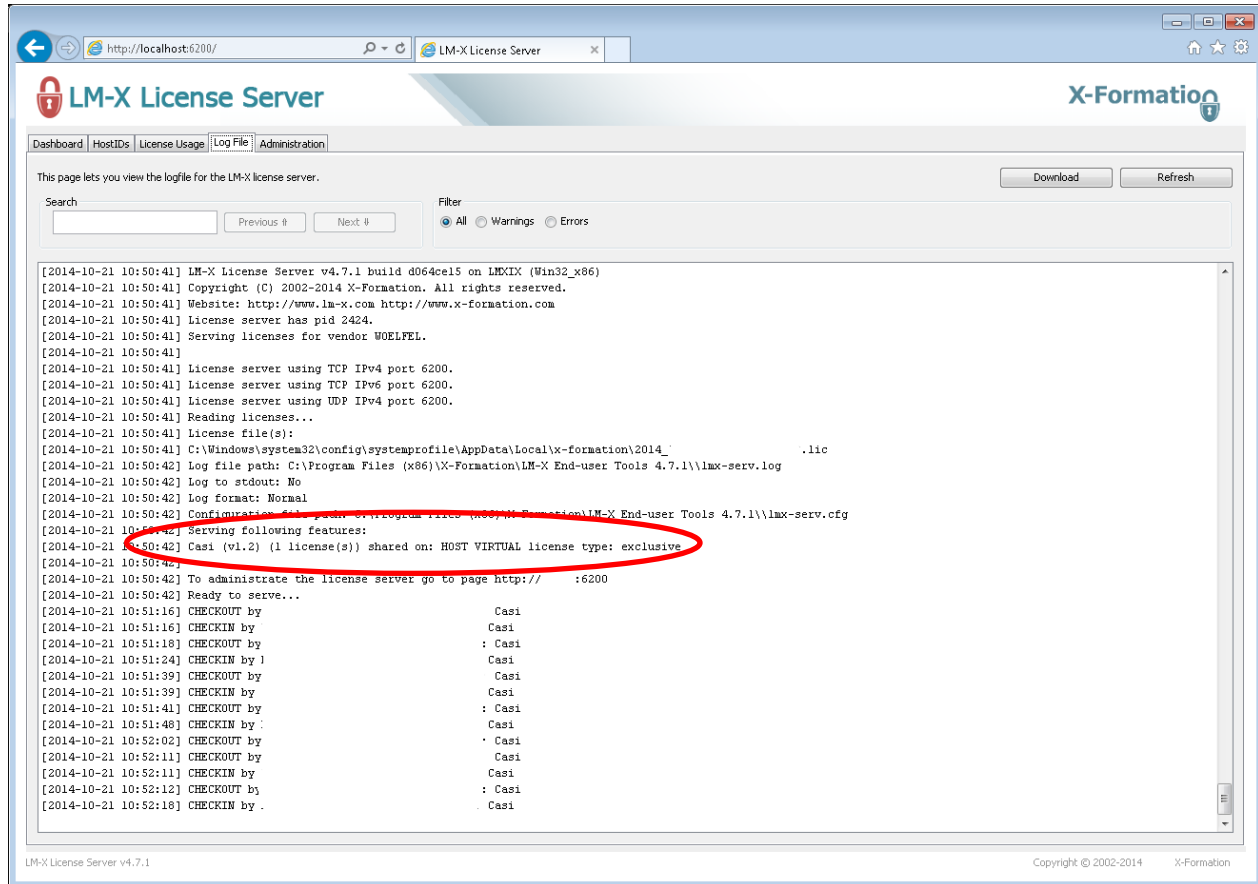 http://localhost:6200/
LM-X License Server
LM-X License Server
X-Formation
Dashboard HostIDs License Usage Log File Administration
This page lets you view the logfile for the LM-X license server.
Download Refresh
Search
Previous Next
Filter
All Warnings Errors
[2014-10-21 10:50:41] LM-X License Server v4.7.1 build d064ce15 on LMXIX (Win32_x86)
[2014-10-21 10:50:41] Copyright (C) 2002-2014 X-Formation. All rights reserved.
[2014-10-21 10:50:41] Website: http://www.lm-x.com http://www.x-formation.com
[2014-10-21 10:50:41] License server has pid 2424.
[2014-10-21 10:50:41] Serving licenses for vendor WOELFEL.
[2014-10-21 10:50:41]
[2014-10-21 10:50:41] License server using TCP IPv4 port 6200.
[2014-10-21 10:50:41] License server using TCP IPv6 port 6200.
[2014-10-21 10:50:41] License server using UDP IPv4 port 6200.
[2014-10-21 10:50:41] Reading licenses...
[2014-10-21 10:50:41] License file(s):
[2014-10-21 10:50:41] C:\Windows\system32\config\systemprofile\AppData\Local\x-formation\2014_ .lic
[2014-10-21 10:50:42] Log file path: C:\Program Files (x86)\X-Formation\LM-X End-user Tools 4.7.1\\lmx-serv.log
[2014-10-21 10:50:42] Log to stdout: No
[2014-10-21 10:50:42] Log format: Normal
[2014-10-21 10:50:42] Configuration file path: C:\Program Files (x86)\X-Formation\LM-X End-user Tools 4.7.1\\lmx-serv.cfg
[2014-10-21 10:50:42] Serving following features:
[2014-10-21 10:50:42] Casi (v1.2) (1 license(s)) shared on: HOST VIRTUAL license type: exclusive
[2014-10-21 10:50:42]
[2014-10-21 10:50:42] To administrate the license server go to page http:// :6200
[2014-10-21 10:50:42] Ready to serve...
[2014-10-21 10:51:16] CHECKOUT by Casi
[2014-10-21 10:51:16] CHECKIN by Casi
[2014-10-21 10:51:18] CHECKOUT by : Casi
[2014-10-21 10:51:24] CHECKIN by Casi
[2014-10-21 10:51:39] CHECKOUT by Casi
[2014-10-21 10:51:39] CHECKIN by Casi
[2014-10-21 10:51:41] CHECKOUT by : Casi
[2014-10-21 10:51:48] CHECKIN by Casi
[2014-10-21 10:52:02] CHECKOUT by Casi
[2014-10-21 10:52:11] CHECKOUT by Casi
[2014-10-21 10:52:11] CHECKIN by Casi
[2014-10-21 10:52:12] CHECKOUT by : Casi
[2014-10-21 10:52:18] CHECKIN by Casi
LM-X License Server v4.7.1
Copyright © 2002-2014 X-Formation